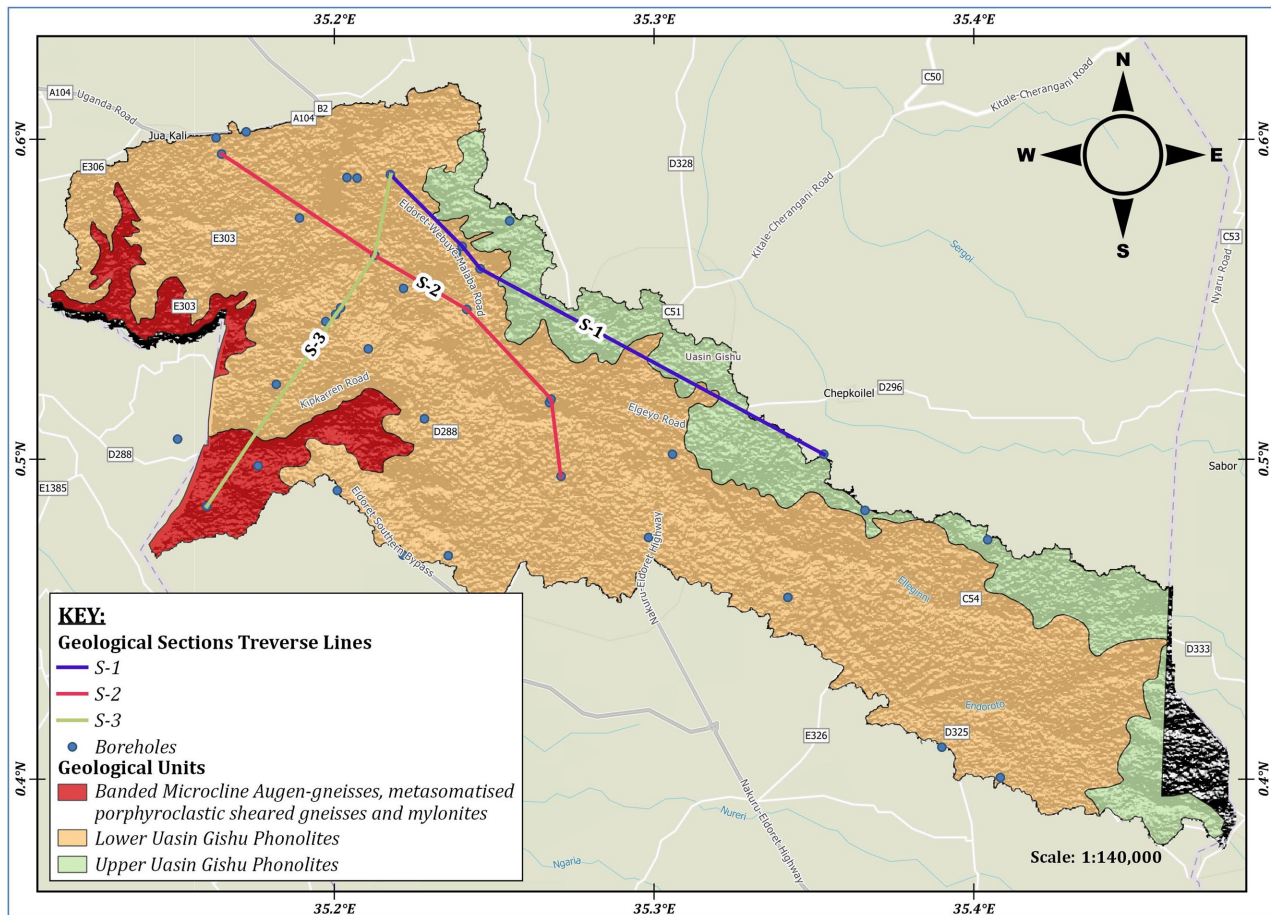 35.2°E
35.3°E
35.4°E
N
W
E
S
0.6°N
0.6°N
0.5°N
0.5°N
0.4°N
0.4°N
A104
Uganda Road
B2
A104
Jua Kali
E306
C50
Kitale-Cherangani Road
D328
Kitale-Cherangani Road
E303
Eldoret-Webuye-Malaba Road
Sergoi
C53
Nyaru Road
E303
S-2
S-1
S-3
C51
Uasin Gishu
Kipkarren Road
Chepkoilel
D296
Elgeyo Road
D288
D288
Sabor
E1385
Eldoret-Southern Bypass
Nakuru-Eldoret Highway
C54
D333
Endoroto
D325
E326
Nakuru-Eldoret-Highway
Nureri
Ngaria
KEY:
Geological Sections Treverse Lines
S-1
S-2
S-3
Boreholes
Geological Units
Banded Microcline Augen-gneisses, metasomatised
porphyroclastic sheared gneisses and mylonites
Lower Uasin Gishu Phonolites
Upper Uasin Gishu Phonolites
Scale: 1:140,000
35.2°E
35.3°E
35.4°E